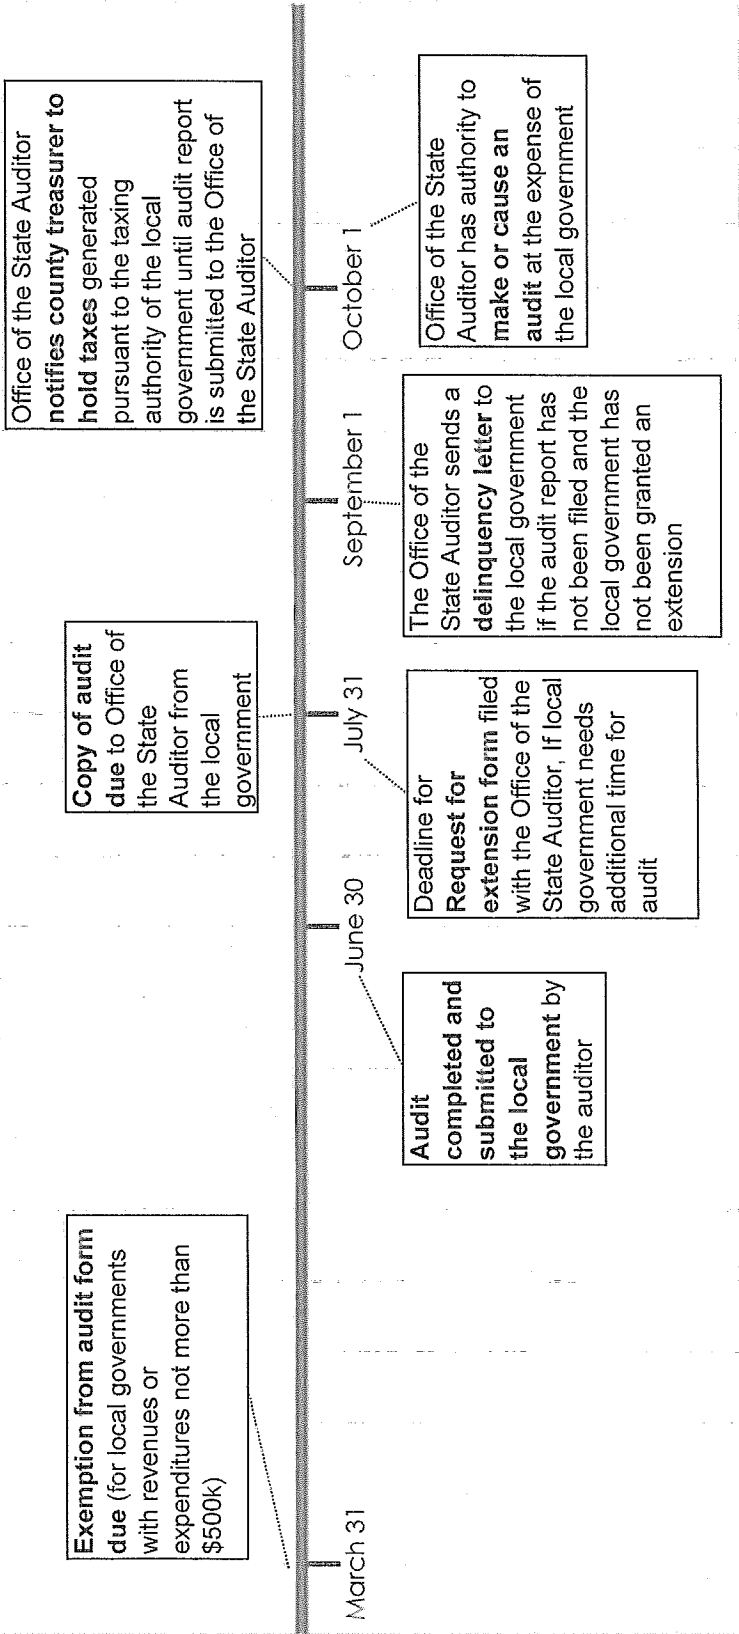 Exemption from audit form
due (for local governments
with revenues or
expenditures not more than
$500k)
March 31
Audit
completed and
submitted to
the local
government by
the auditor
June 30
Copy of audit
due to Office of
the State
Auditor from
the local
government
July 31
Deadline for
Request for
extension form filed
with the Office of the
State Auditor, If local
government needs
additional time for
audit
September 1
The Office of the
State Auditor sends a
delinquency letter to
the local government
if the audit report has
not been filed and the
local government has
not been granted an
extension
Office of the State Auditor
notifies county treasurer to
hold taxes generated
pursuant to the taxing
authority of the local
government until audit report
is submitted to the Office of
the State Auditor
October 1
Office of the State
Auditor has authority to
make or cause an
audit at the expense of
the local government